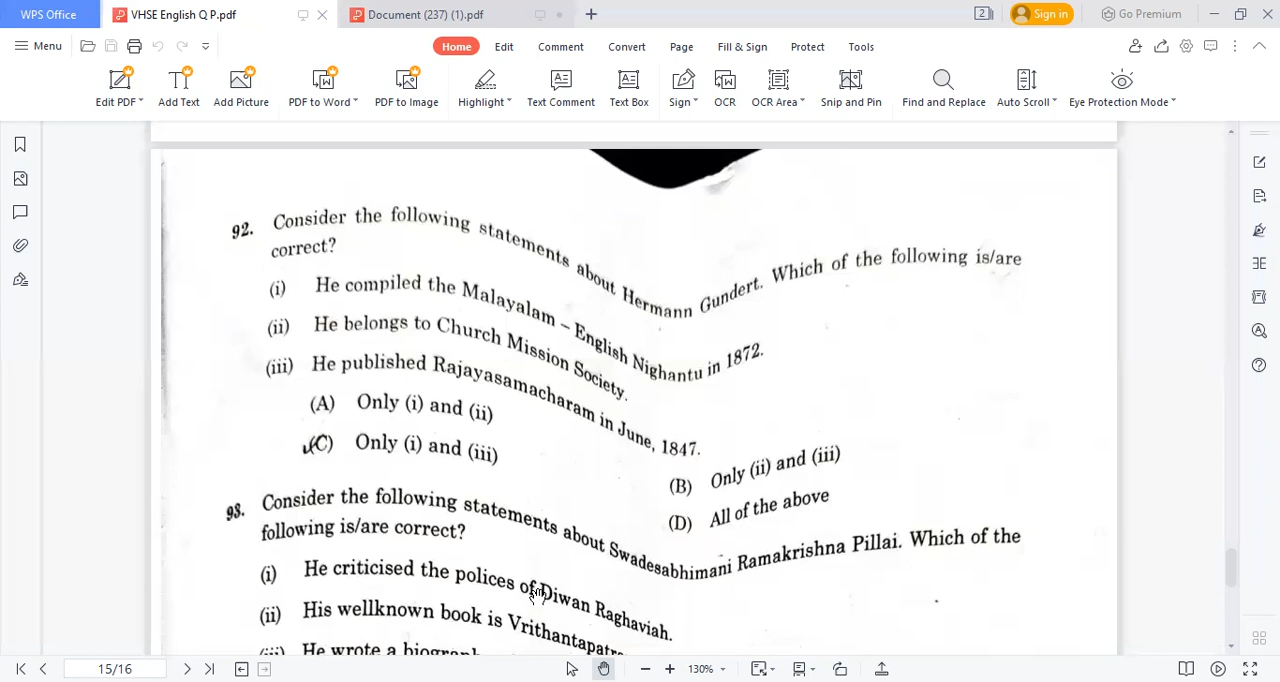 WPS Office
VHSE English Q P.pdf
Document (237) (1).pdf
2
Sign in
Go Premium
Menu
Home Edit Comment Convert Page Fill & Sign Protect Tools
Edit PDF Add Text Add Picture PDF to Word PDF to Image Highlight Text Comment Text Box Sign OCR OCR Area Snip and Pin Find and Replace Auto Scroll Eye Protection Mode
92. Consider the following statements about Hermann Gundert. Which of the following is/are
correct?
(i) He compiled the Malayalam – English Nighantu in 1872.
(ii) He belongs to Church Mission Society.
(iii) He published Rajayasamacharam in June, 1847.
(A) Only (i) and (ii)
(B) Only (ii) and (iii)
(C) Only (i) and (iii)
(D) All of the above
93. Consider the following statements about Swadesabhimani Ramakrishna Pillai. Which of the
following is/are correct?
(i) He criticised the polices of Diwan Raghaviah.
(ii) His wellknown book is Vrithantapatra
(iii) He wrote a biograph
15/16
130%